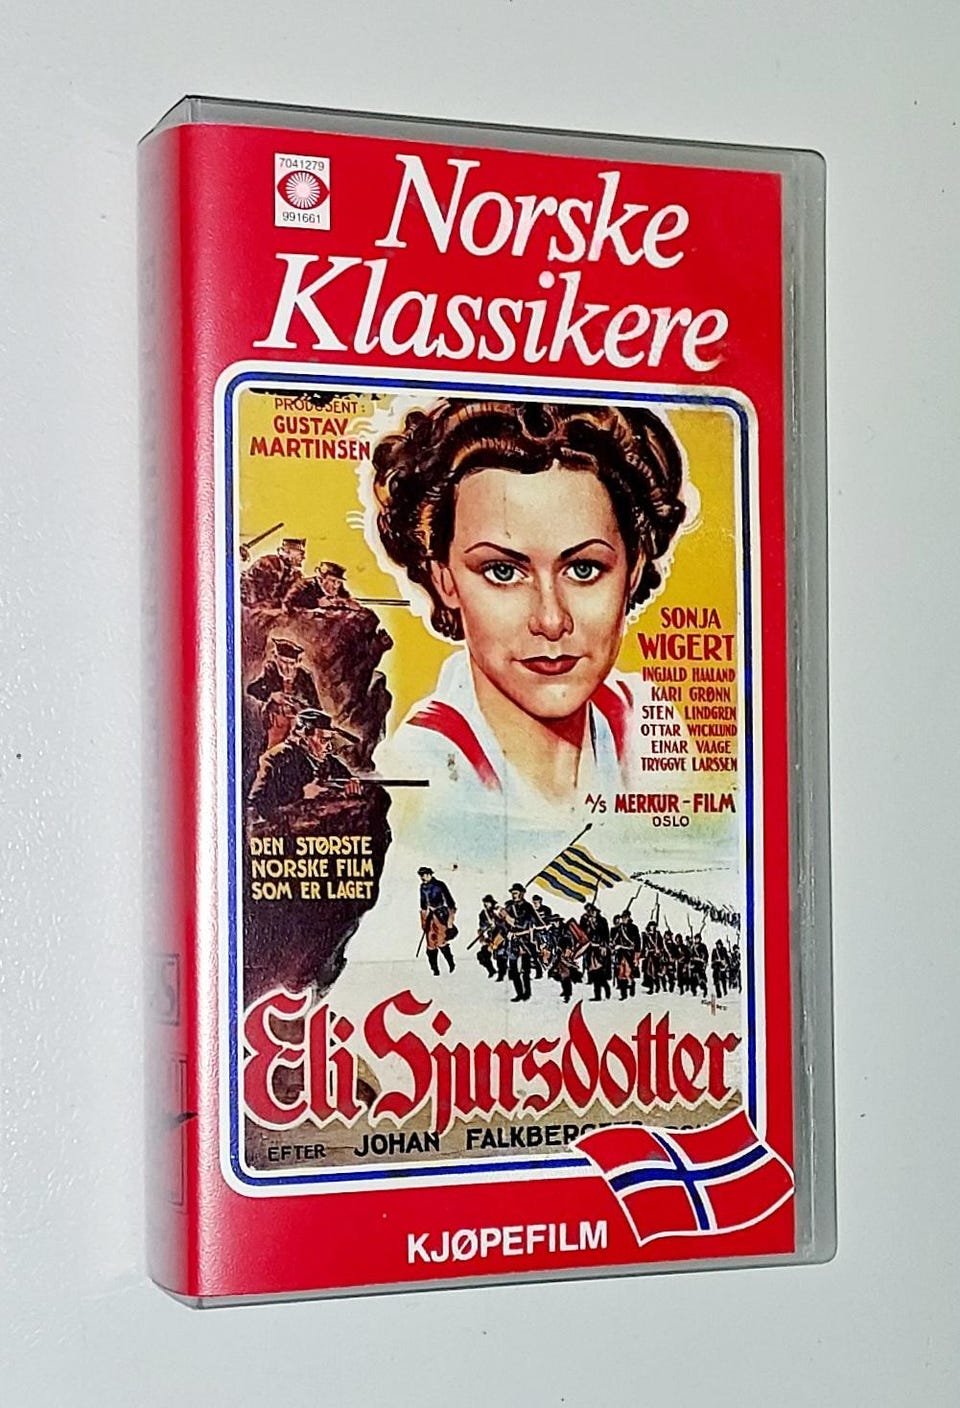 7041279
991661
Norske
Klassikere
PRODUSENT:
GUSTAV
MARTINSEN
SONJA
WIGERT
INGJALD HAALAND
KARI GRØNN
STEN LINDGREN
OTTAR WICKLUND
EINAR VAAGE
TRYGGVE LARSSEN
A/S MERKUR-FILM
OSLO
DEN STØRSTE
NORSKE FILM
SOM ER LAGET
Eli Sjursdotter
EFTER JOHAN FALKBERGETS
KJØPEFILM